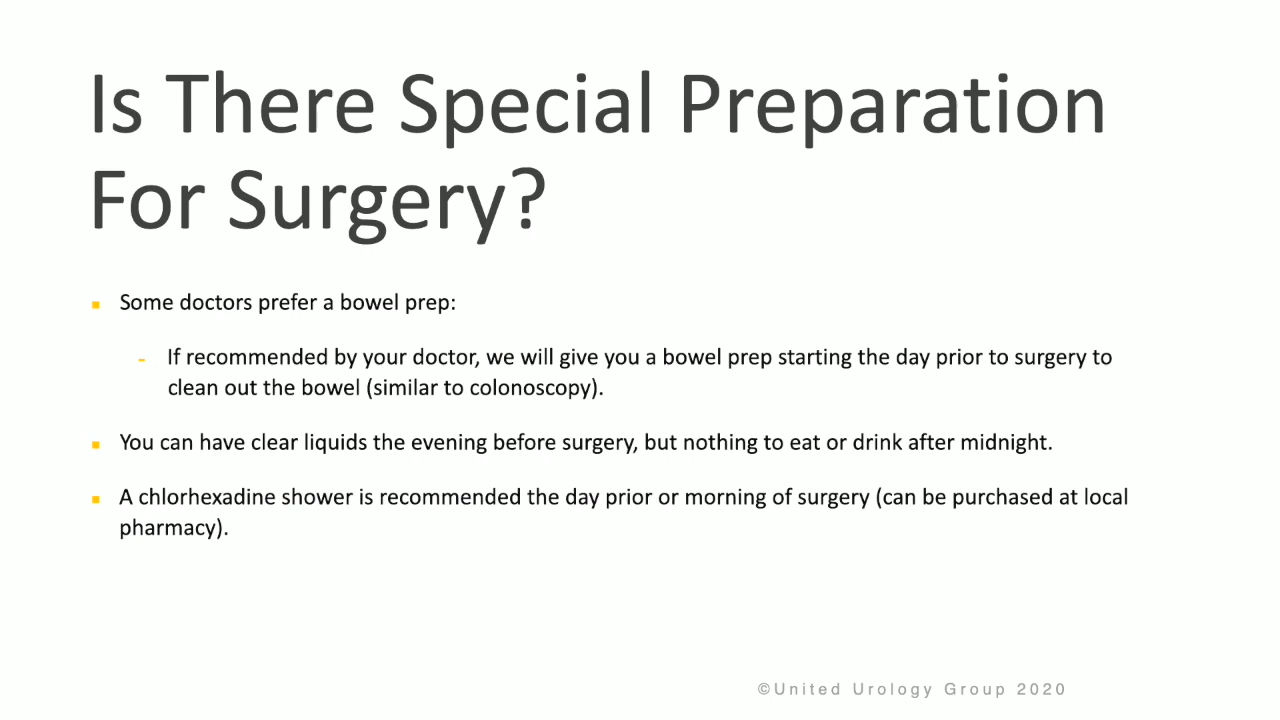 Is There Special Preparation
For Surgery?
▪ Some doctors prefer a bowel prep:
- If recommended by your doctor, we will give you a bowel prep starting the day prior to surgery to
clean out the bowel (similar to colonoscopy).
▪ You can have clear liquids the evening before surgery, but nothing to eat or drink after midnight.
▪ A chlorhexadine shower is recommended the day prior or morning of surgery (can be purchased at local
pharmacy).
©United Urology Group 2020